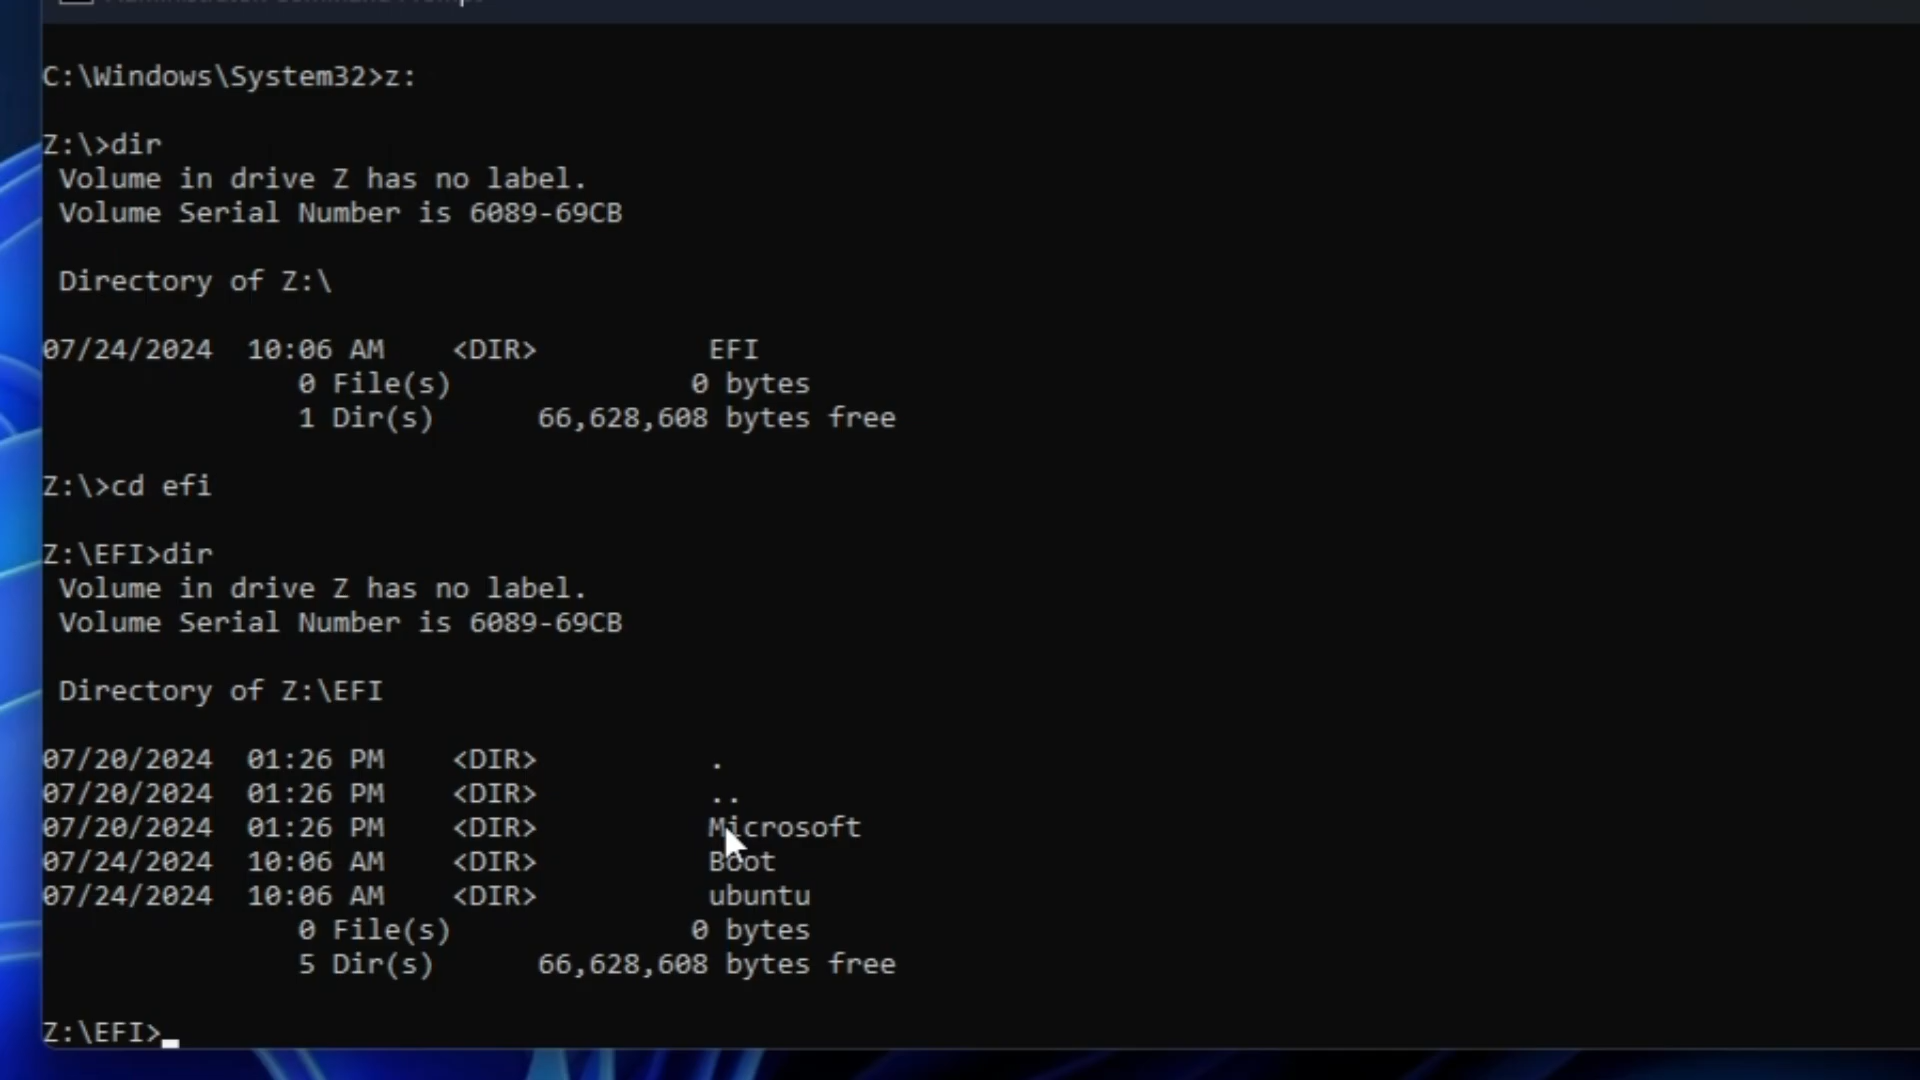 C:\Windows\System32>z:
Z:\>dir
Volume in drive Z has no label.
Volume Serial Number is 6089-69CB
Directory of Z:\
07/24/2024  10:06 AM    <DIR>          EFI
0 File(s)              0 bytes
1 Dir(s)      66,628,608 bytes free
Z:\>cd efi
Z:\EFI>dir
Volume in drive Z has no label.
Volume Serial Number is 6089-69CB
Directory of Z:\EFI
07/20/2024  01:26 PM    <DIR>          .
07/20/2024  01:26 PM    <DIR>          ..
07/20/2024  01:26 PM    <DIR>          Microsoft
07/24/2024  10:06 AM    <DIR>          Boot
07/24/2024  10:06 AM    <DIR>          ubuntu
0 File(s)              0 bytes
5 Dir(s)      66,628,608 bytes free
Z:\EFI>